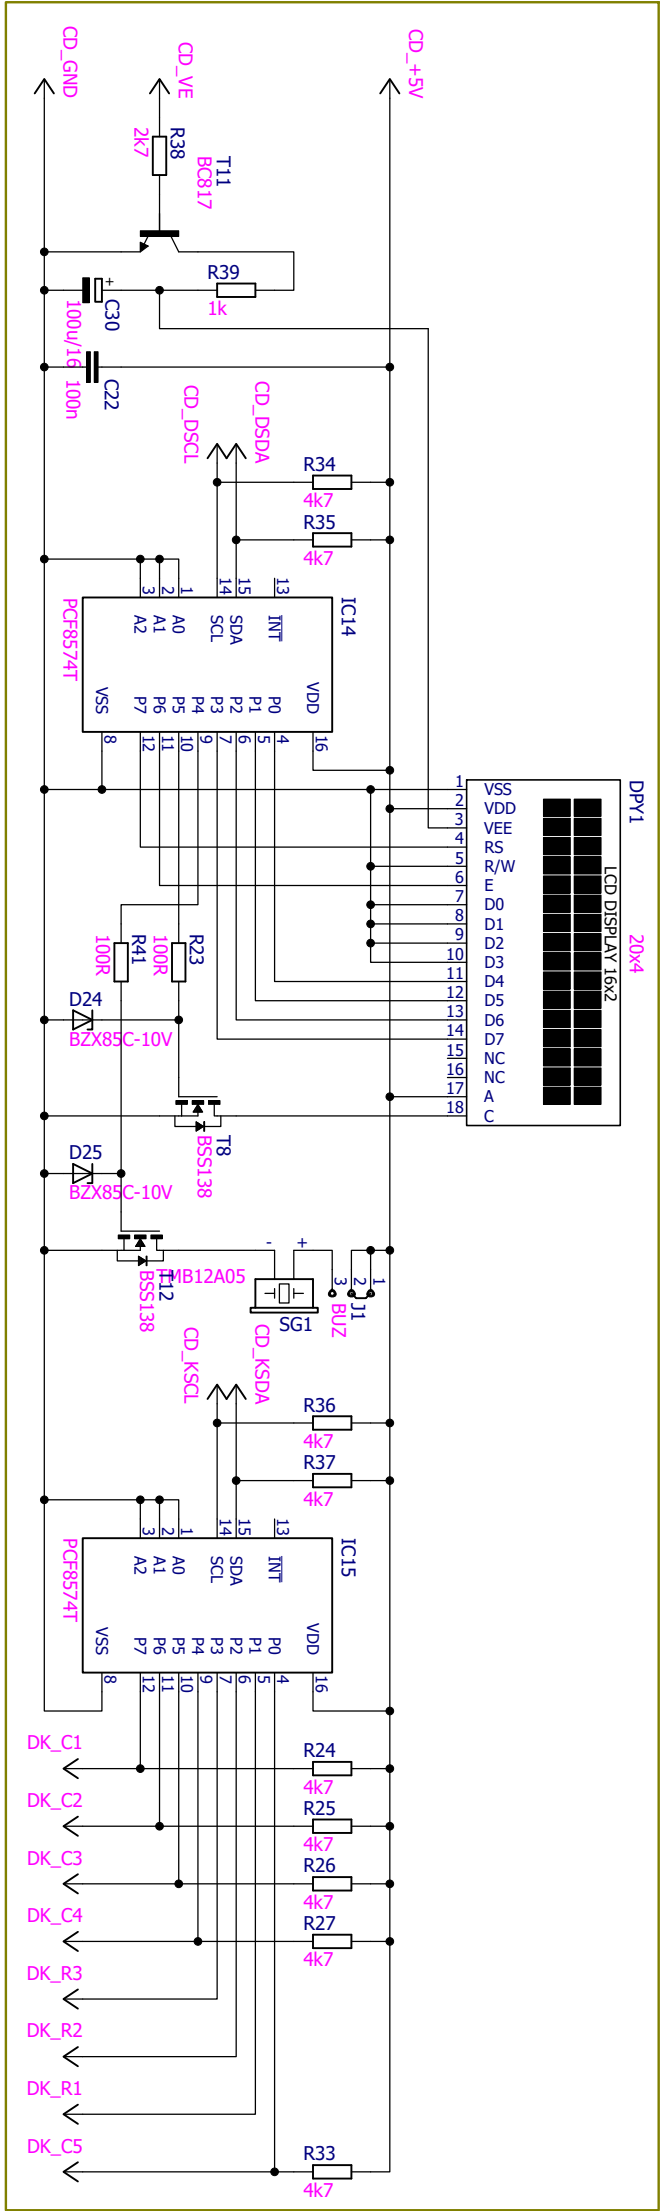 CD_GND
CD_VE
CD_+5V
R38
2k7
T11
BC817
R39
1k
+
C30
100u/16
C22
100n
CD_DSCL
CD_DSDA
R34
4k7
R35
4k7
3 2 1 14 15 13
IC14
A2 A1 A0 SCL SDA INT
PCF8574T
VSS P7 P6 P5 P4 P3 P2 P1 P0 VDD
8 12 11 10 9 7 6 5 4 16
DPY1
20x4
LCD DISPLAY 16x2
1 VSS
2 VDD
3 VEE
4 RS
5 R/W
6 E
7 D0
8 D1
9 D2
10 D3
11 D4
12 D5
13 D6
14 D7
15 NC
16 NC
17 A
18 C
R41
100R
R23
100R
D24
BZX85C-10V
T8
BSS138
D25
BZX85C-10V
T12
BSS138
TMB12A05
- +
SG1
3 2 1
J1
BUZ
CD_KSCL
CD_KSDA
R36
4k7
R37
4k7
3 2 1 14 15 13
IC15
A2 A1 A0 SCL SDA INT
PCF8574T
VSS P7 P6 P5 P4 P3 P2 P1 P0 VDD
8 12 11 10 9 7 6 5 4 16
DK_C1
R24
4k7
DK_C2
R25
4k7
DK_C3
R26
4k7
DK_C4
R27
4k7
DK_R3
DK_R2
DK_R1
DK_C5
R33
4k7